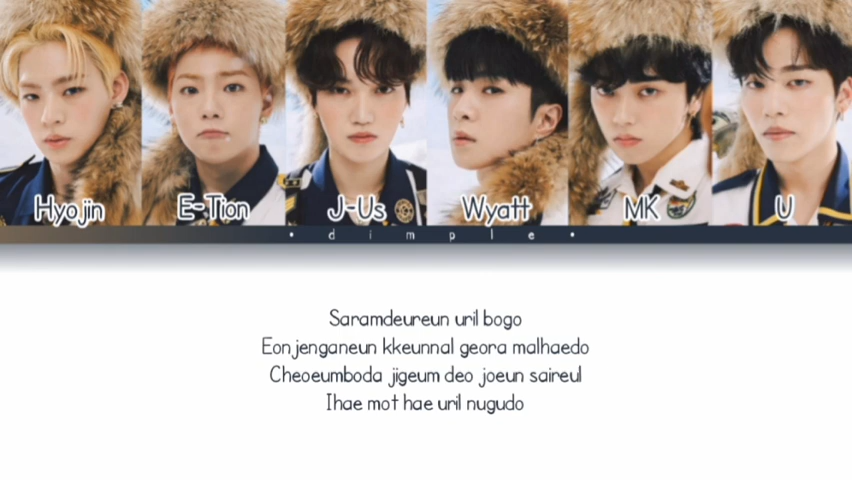 Hyojin E-Tion J-Us Wyatt MK U
• dimple •
Saramdeureun uril bogo
Eonjenganeun kkeunnal geora malhaedo
Cheoeumboda jigeum deo joeun saireul
Ihae mot hae uril nugudo